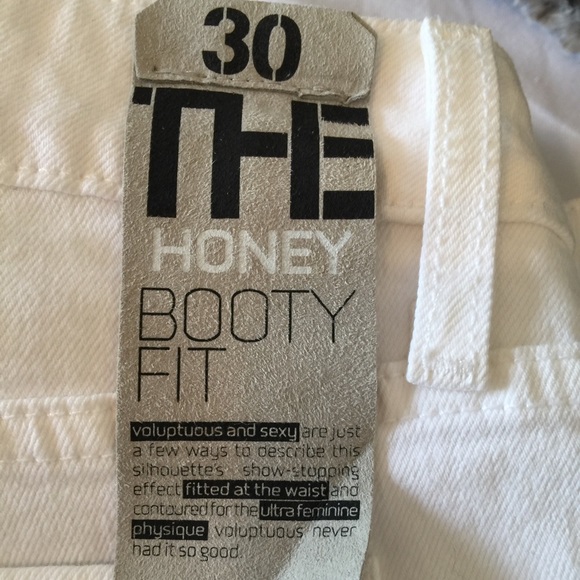 30
THE
HONEY
BOOTY
FIT
voluptuous and sexy are just
a few ways to describe this
silhouette's show-stopping
effect fitted at the waist and
contoured for the ultra feminine
physique voluptuous never
had it so good.